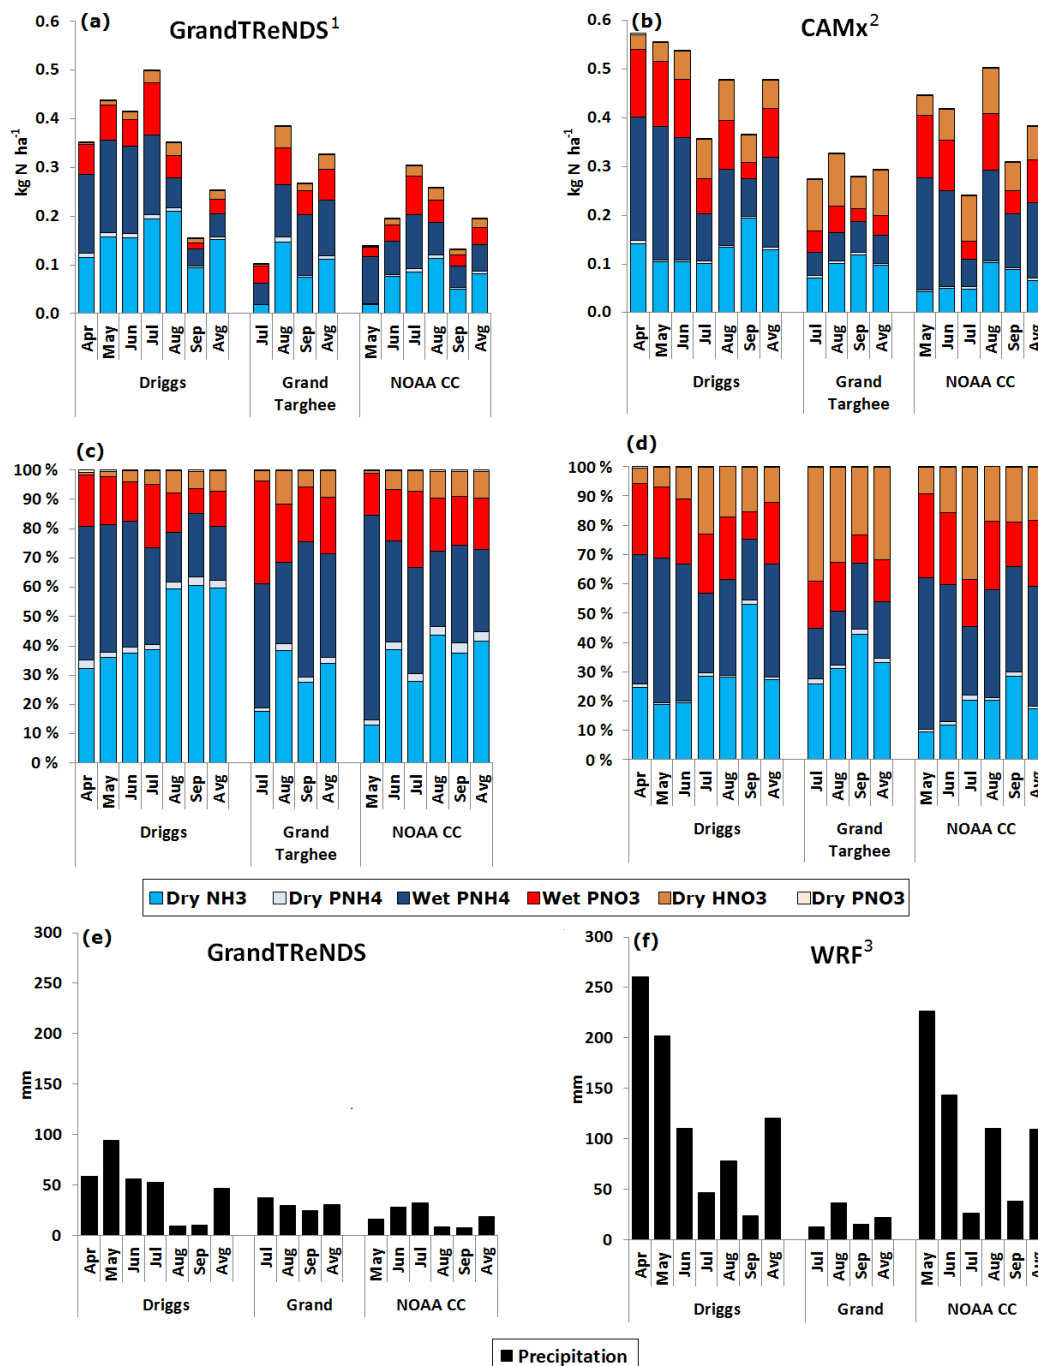 (a) GrandTReNDS1
kg N ha-1
0.6
0.5
0.4
0.3
0.2
0.1
0.0
Apr May Jun Jul Aug Sep Avg Jul Aug Sep Avg May Jun Jul Aug Sep Avg
Driggs Grand Targhee NOAA CC
(b) CAMx2
kg N ha-1
0.6
0.5
0.4
0.3
0.2
0.1
0.0
Apr May Jun Jul Aug Sep Avg Jul Aug Sep Avg May Jun Jul Aug Sep Avg
Driggs Grand Targhee NOAA CC
(c)
100 %
90 %
80 %
70 %
60 %
50 %
40 %
30 %
20 %
10 %
0 %
Apr May Jun Jul Aug Sep Avg Jul Aug Sep Avg May Jun Jul Aug Sep Avg
Driggs Grand Targhee NOAA CC
(d)
100 %
90 %
80 %
70 %
60 %
50 %
40 %
30 %
20 %
10 %
0 %
Apr May Jun Jul Aug Sep Avg Jul Aug Sep Avg May Jun Jul Aug Sep Avg
Driggs Grand Targhee NOAA CC
Dry NH3 Dry PNH4 Wet PNH4 Wet PNO3 Dry HNO3 Dry PNO3
(e) GrandTReNDS
mm
300
250
200
150
100
50
0
Apr May Jun Jul Aug Sep Avg Jul Aug Sep Avg May Jun Jul Aug Sep Avg
Driggs Grand NOAA CC
(f) WRF3
mm
300
250
200
150
100
50
0
Apr May Jun Jul Aug Sep Avg Jul Aug Sep Avg May Jun Jul Aug Sep Avg
Driggs Grand NOAA CC
Precipitation